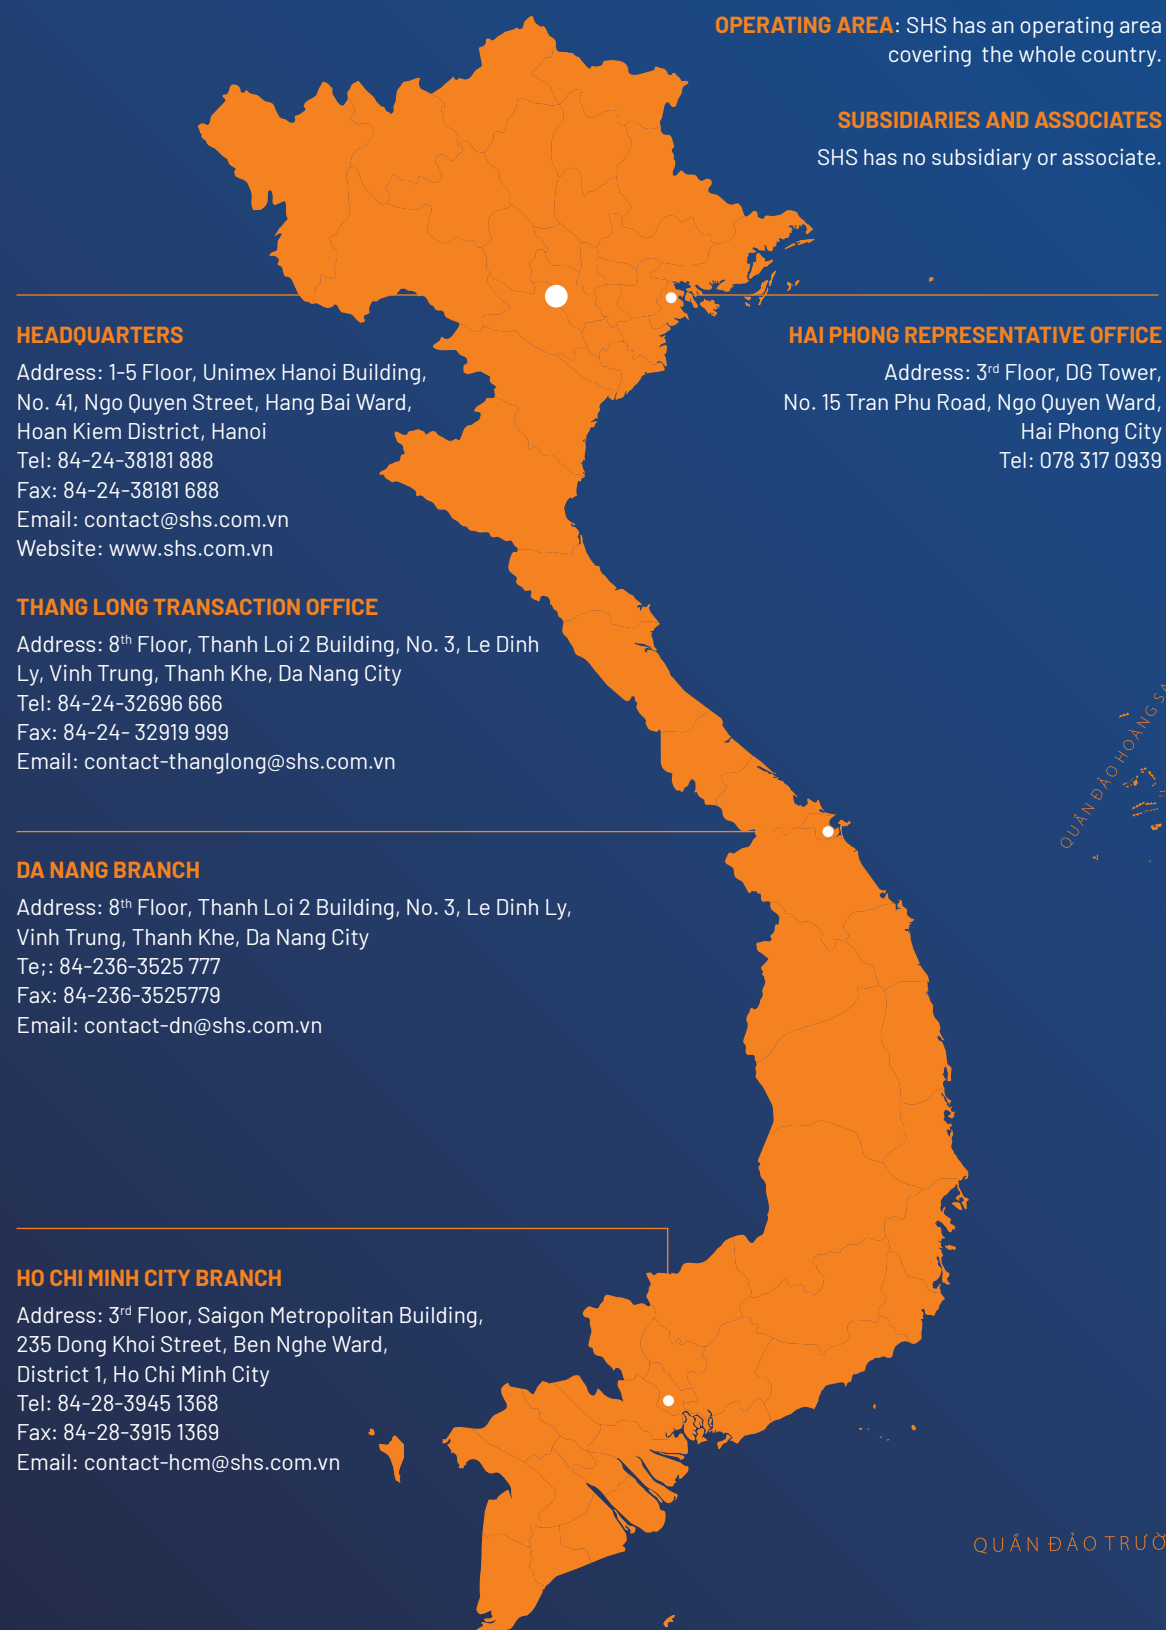 OPERATING AREA: SHS has an operating area
covering the whole country.
SUBSIDIARIES AND ASSOCIATES
SHS has no subsidiary or associate.
HEADQUARTERS
Address: 1-5 Floor, Unimex Hanoi Building,
No. 41, Ngo Quyen Street, Hang Bai Ward,
Hoan Kiem District, Hanoi
Tel: 84-24-38181 888
Fax: 84-24-38181 688
Email: contact@shs.com.vn
Website: www.shs.com.vn
HAI PHONG REPRESENTATIVE OFFICE
Address: 3rd Floor, DG Tower,
No. 15 Tran Phu Road, Ngo Quyen Ward,
Hai Phong City
Tel: 078 317 0939
THANG LONG TRANSACTION OFFICE
Address: 8th Floor, Thanh Loi 2 Building, No. 3, Le Dinh
Ly, Vinh Trung, Thanh Khe, Da Nang City
Tel: 84-24-32696 666
Fax: 84-24- 32919 999
Email: contact-thanglong@shs.com.vn
QUẦN ĐẢO HOÀNG
DA NANG BRANCH
Address: 8th Floor, Thanh Loi 2 Building, No. 3, Le Dinh Ly,
Vinh Trung, Thanh Khe, Da Nang City
Te;: 84-236-3525 777
Fax: 84-236-3525779
Email: contact-dn@shs.com.vn
HO CHI MINH CITY BRANCH
Address: 3rd Floor, Saigon Metropolitan Building,
235 Dong Khoi Street, Ben Nghe Ward,
District 1, Ho Chi Minh City
Tel: 84-28-3945 1368
Fax: 84-28-3915 1369
Email: contact-hcm@shs.com.vn
QUẦN ĐẢO